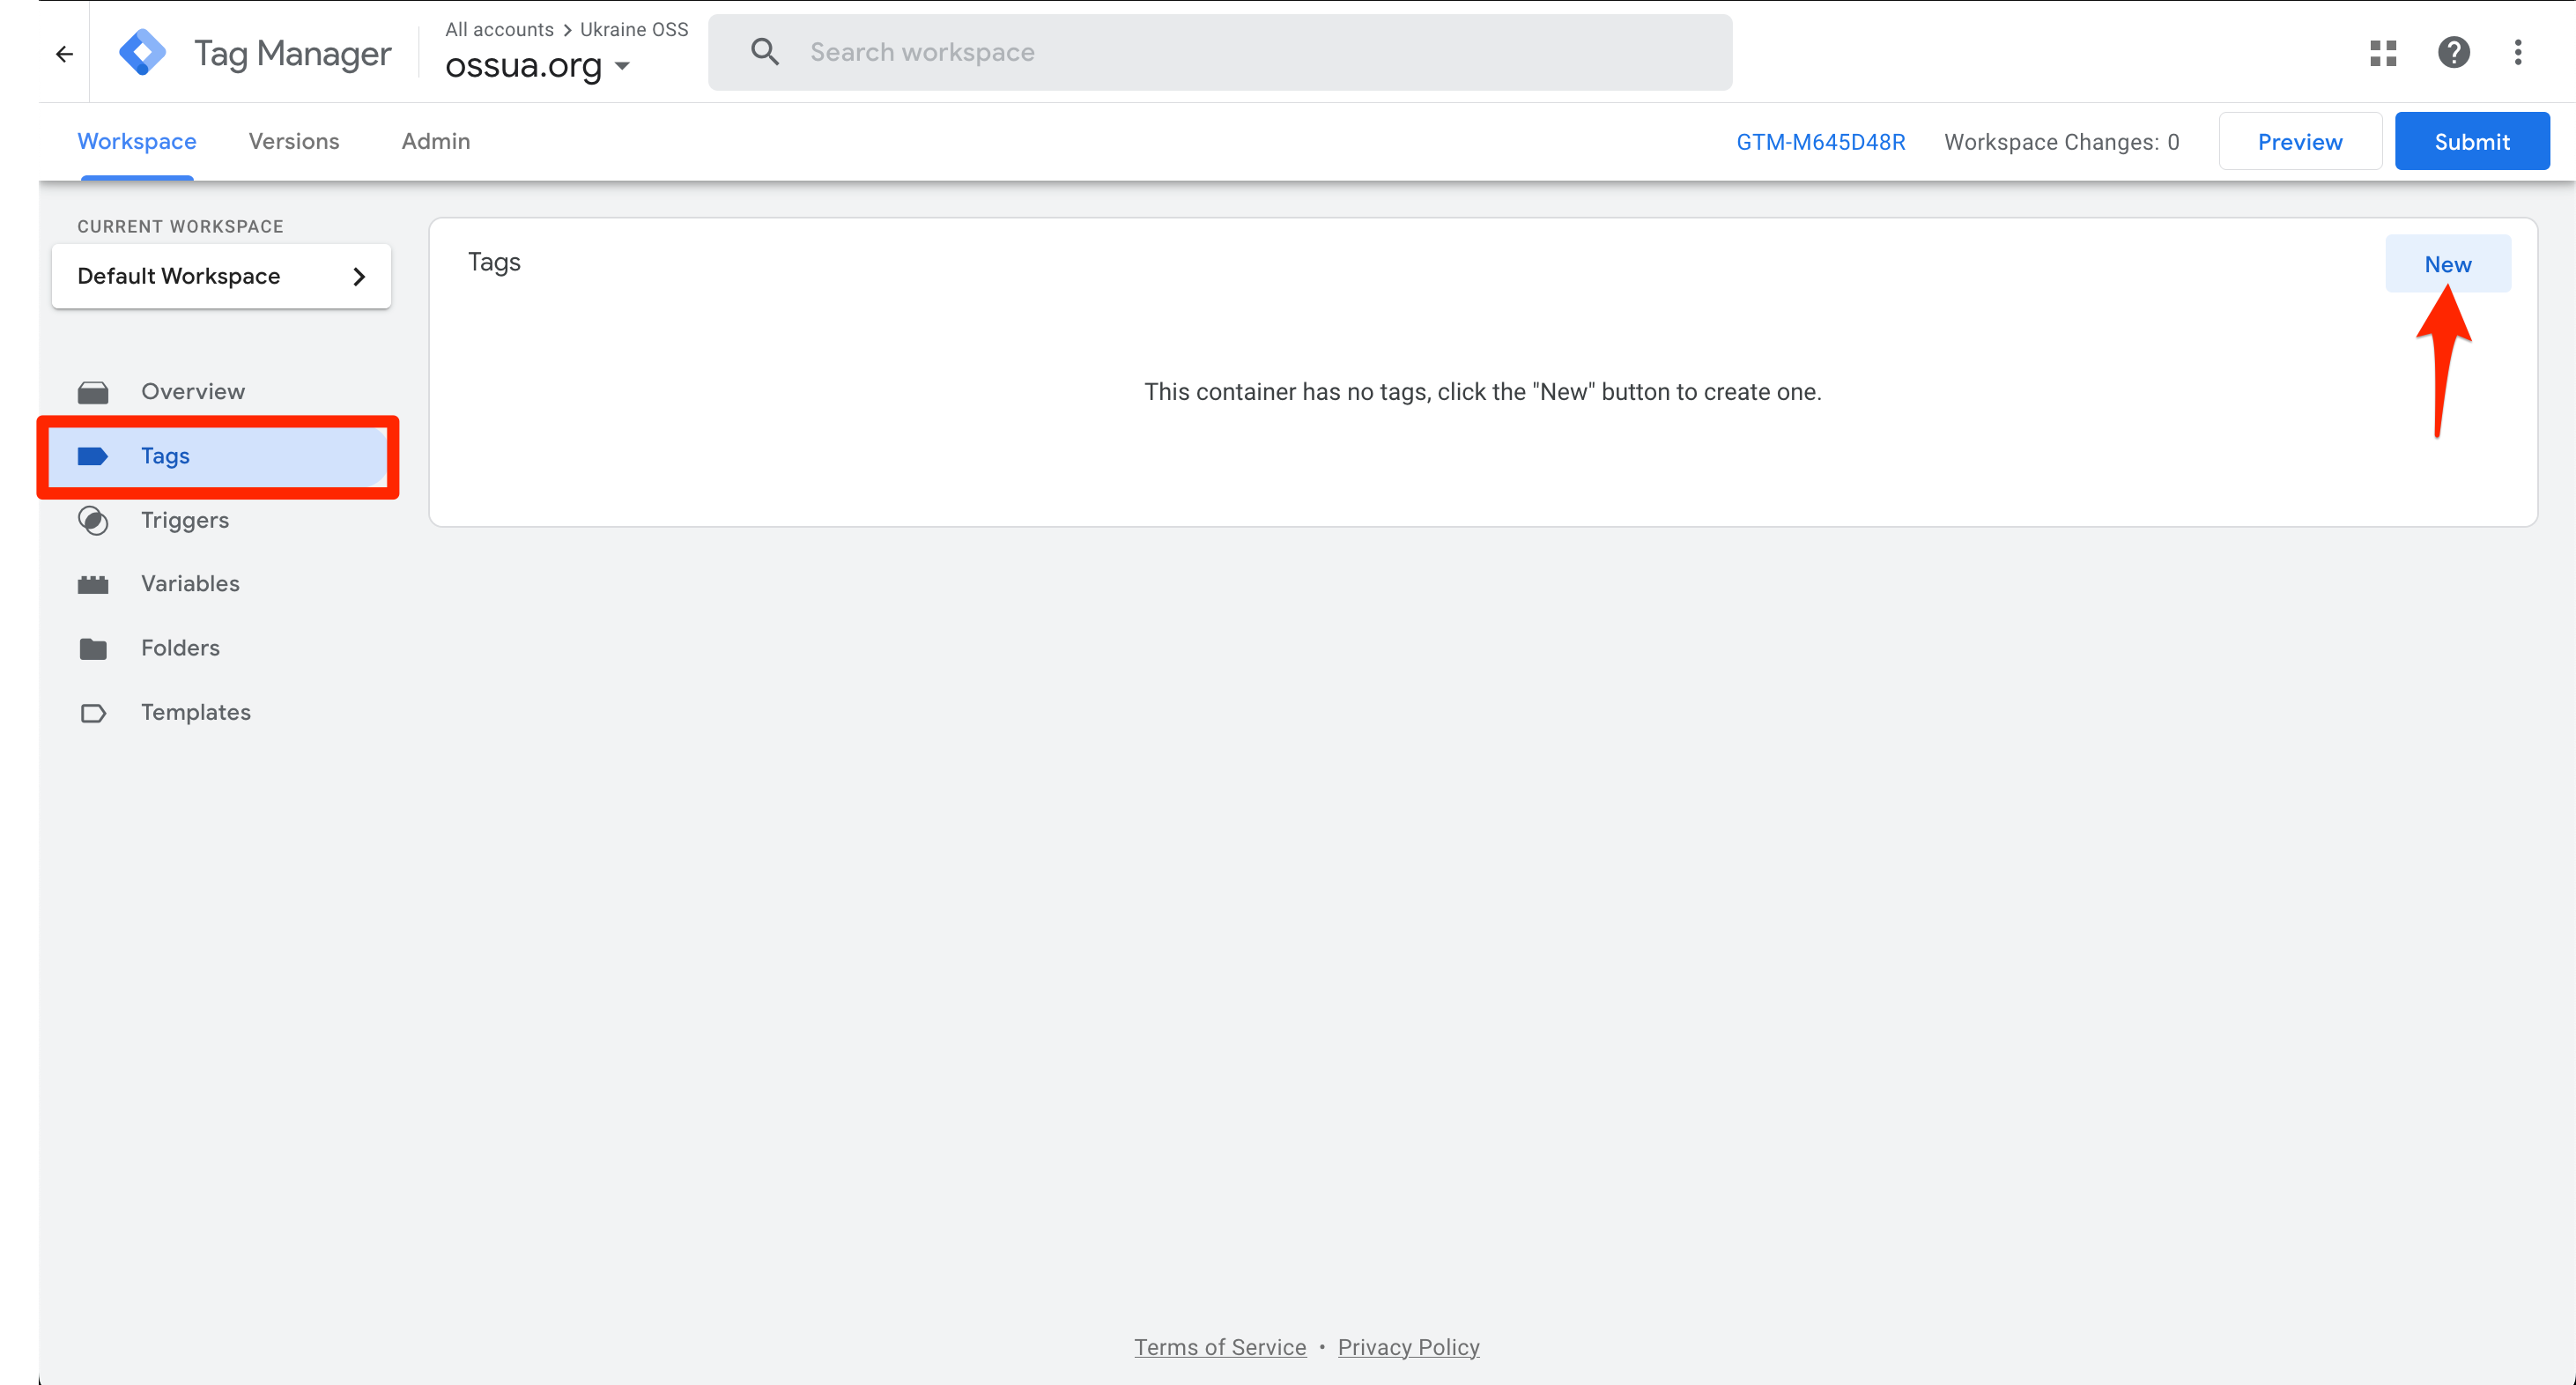 Tag Manager
All accounts > Ukraine OSS
ossua.org
Search workspace
Workspace
Versions
Admin
GTM-M645D48R
Workspace Changes: 0
Preview
Submit
CURRENT WORKSPACE
Default Workspace
Overview
Tags
Triggers
Variables
Folders
Templates
Tags
New
This container has no tags, click the "New" button to create one.
Terms of Service • Privacy Policy